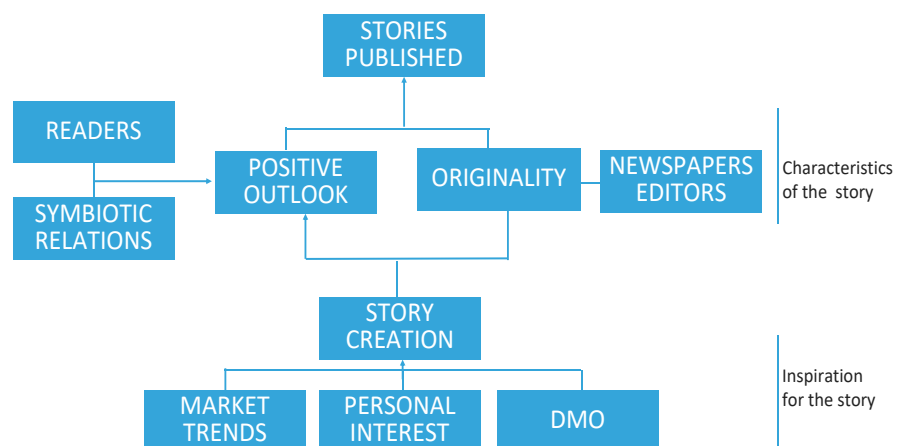 STORIES
PUBLISHED
READERS
SYMBIOTIC
RELATIONS
POSITIVE
OUTLOOK
ORIGINALITY
NEWSPAPERS
EDITORS
Characteristics
of the story
STORY
CREATION
MARKET
TRENDS
PERSONAL
INTEREST
DMO
Inspiration
for the story